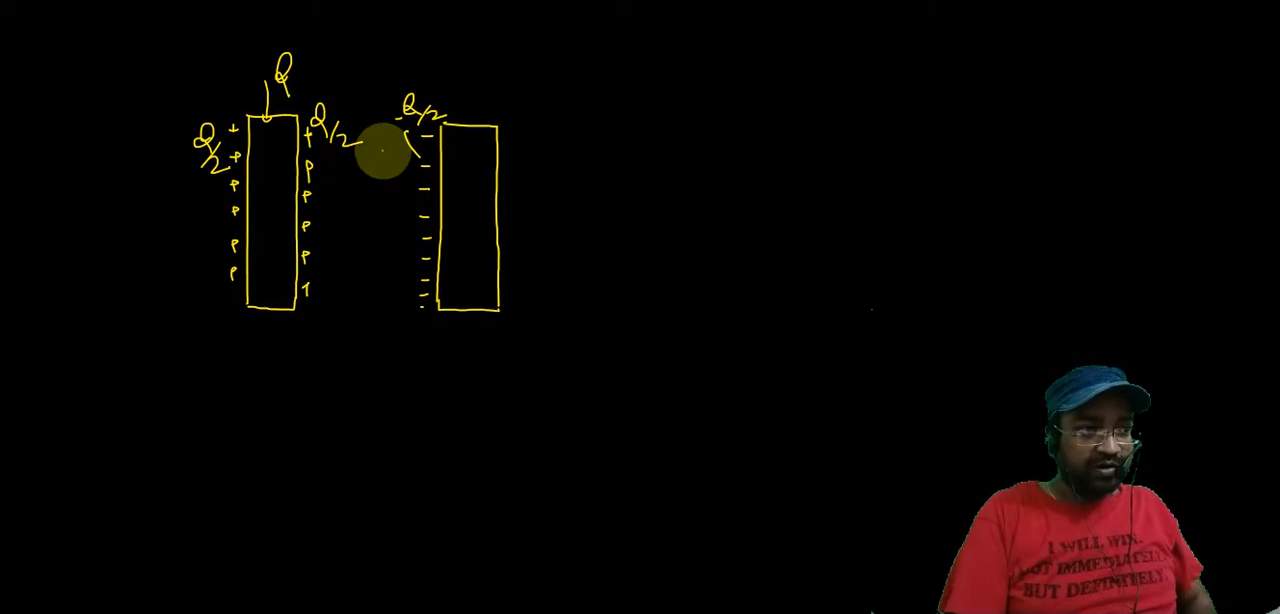 Q
Q/2
Q/2
-Q/2
I WILL WIN.
NOT IMMEDIATELY
BUT DEFINITELY.